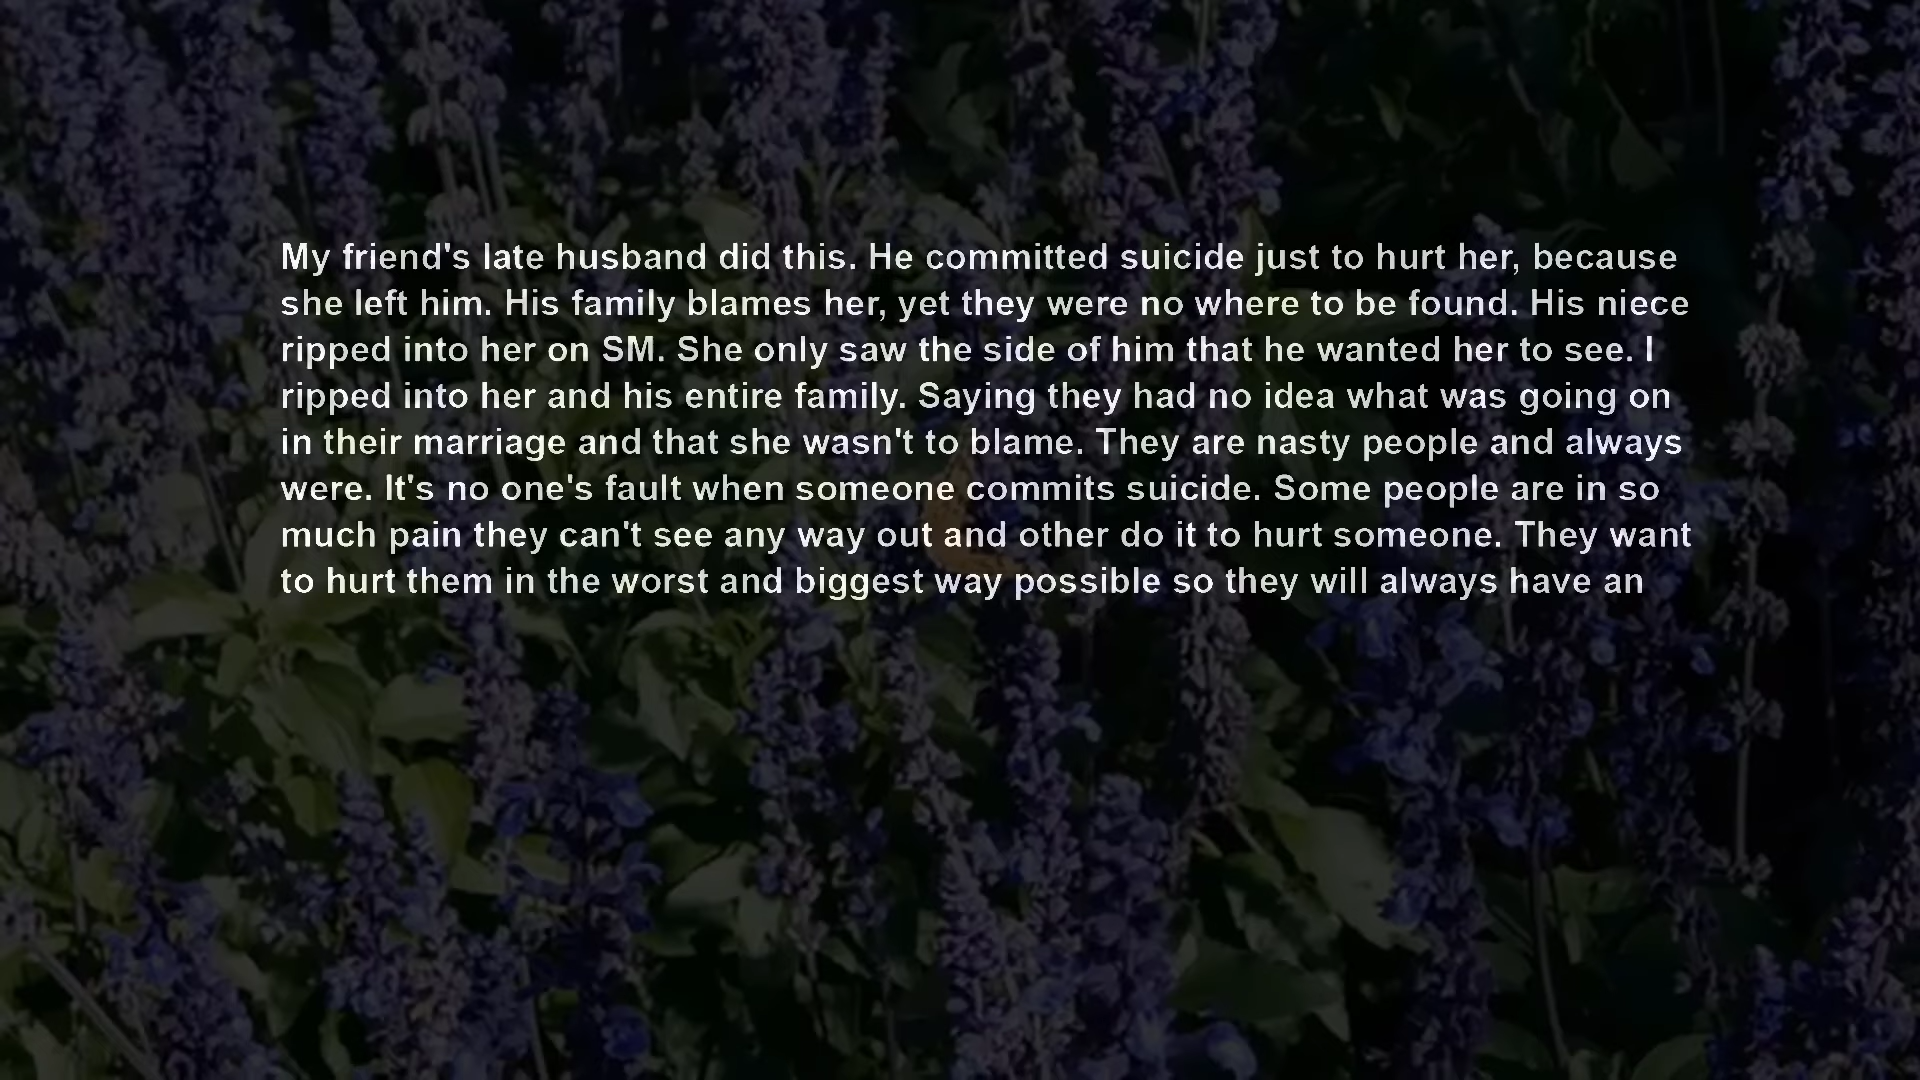 My friend's late husband did this. He committed suicide just to hurt her, because
she left him. His family blames her, yet they were no where to be found. His niece
ripped into her on SM. She only saw the side of him that he wanted her to see. I
ripped into her and his entire family. Saying they had no idea what was going on
in their marriage and that she wasn't to blame. They are nasty people and always
were. It's no one's fault when someone commits suicide. Some people are in so
much pain they can't see any way out and other do it to hurt someone. They want
to hurt them in the worst and biggest way possible so they will always have an